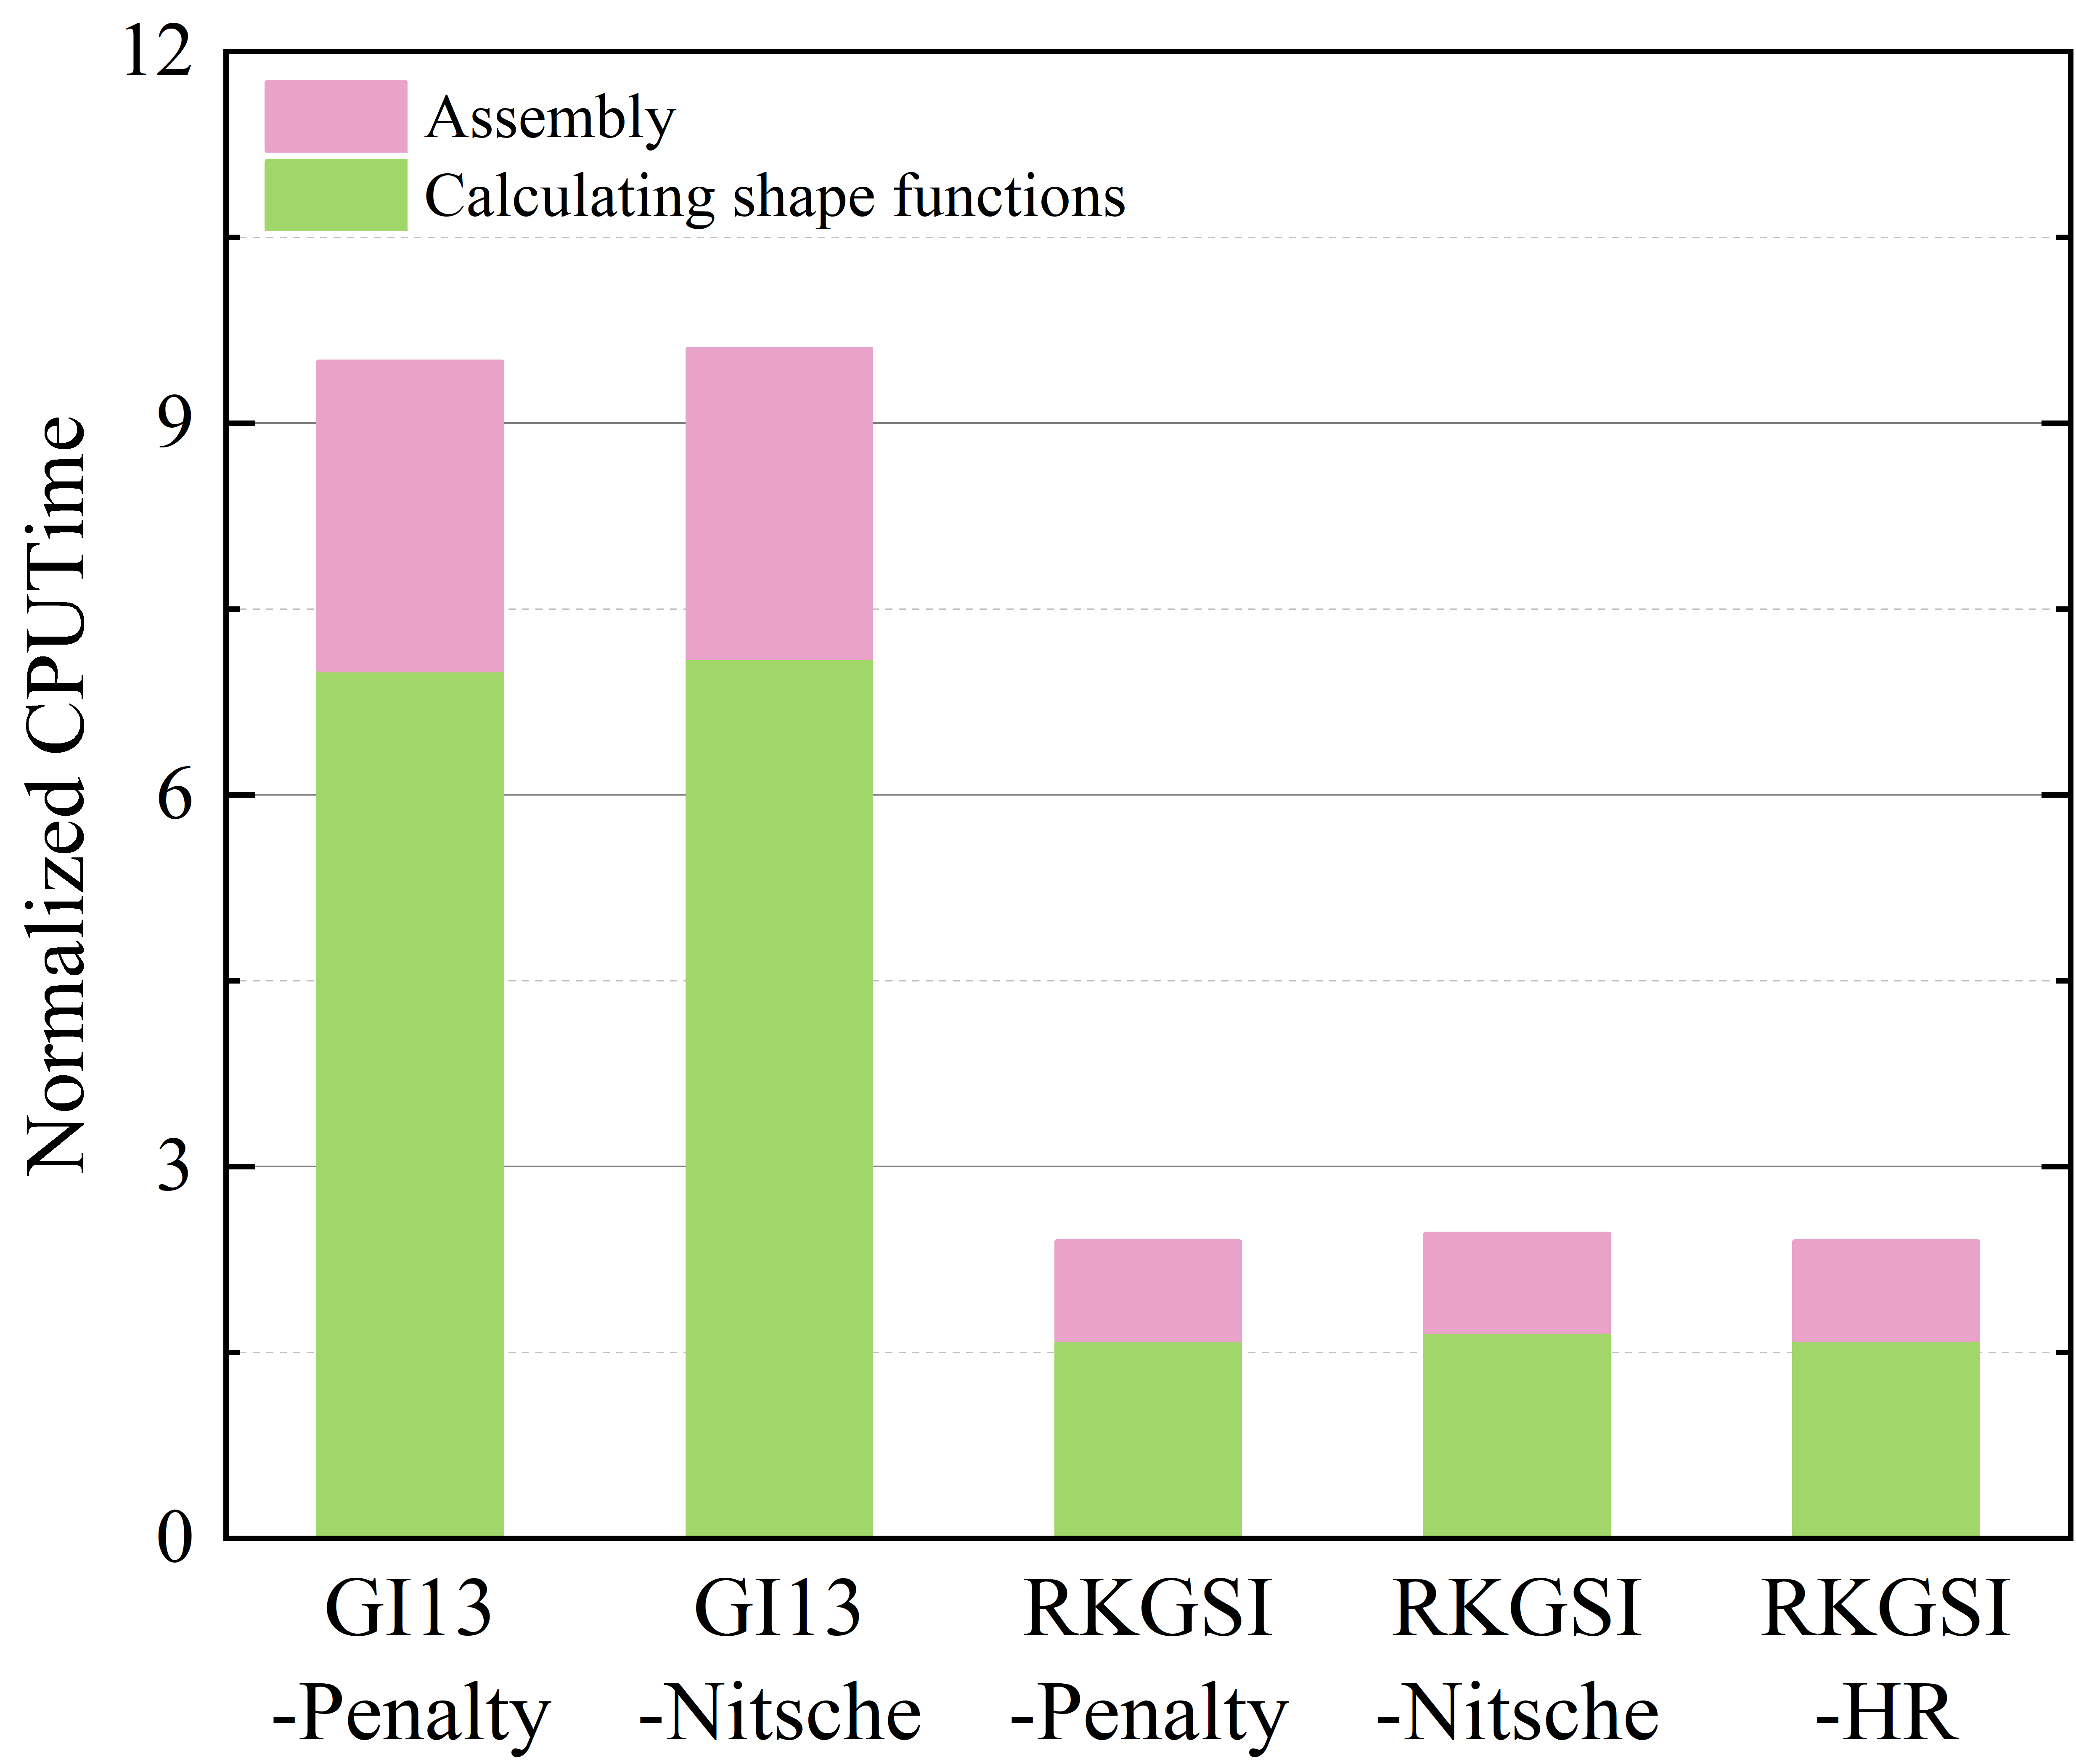 12
Assembly
Calculating shape functions
9
6
3
0
Normalized CPUTime
GI13
-Penalty
GI13
-Nitsche
RKGSI
-Penalty
RKGSI
-Nitsche
RKGSI
-HR